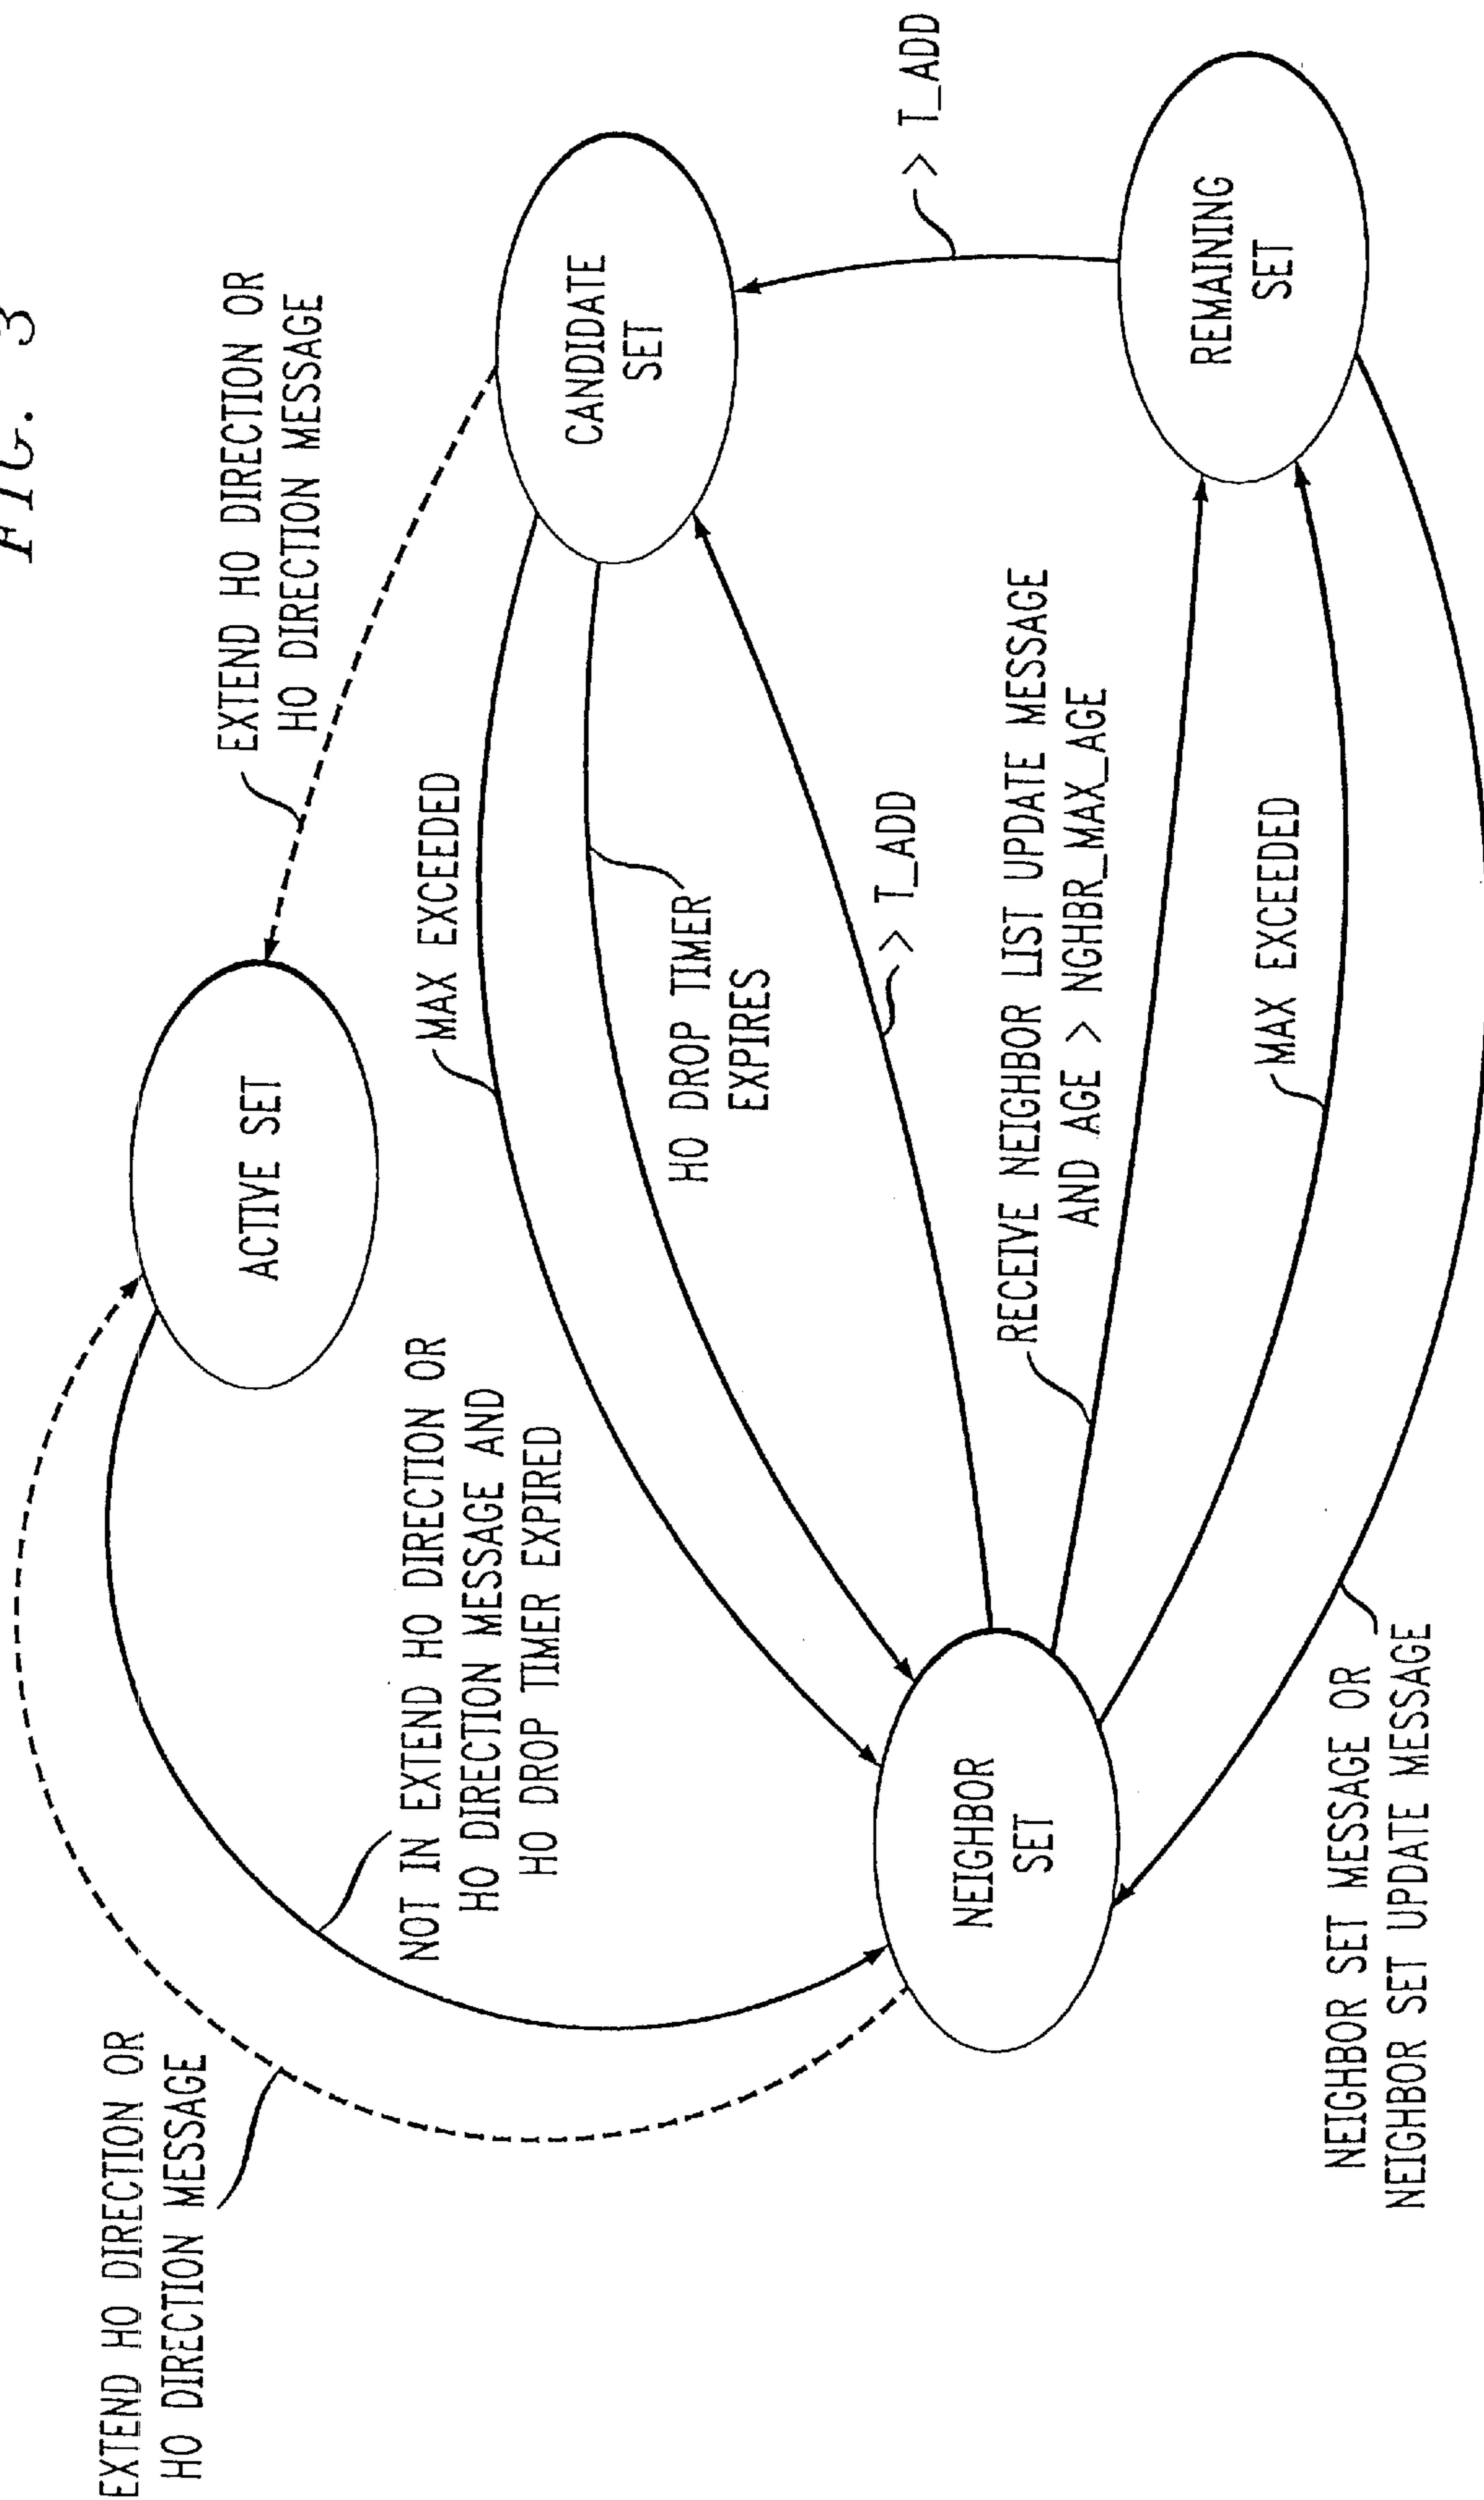 FIG. 3
EXTEND HO DIRECTION OR
HO DIRECTION MESSAGE
ACTIVE SET
EXTEND HO DIRECTION OR
HO DIRECTION MESSAGE
NOT IN EXTEND HO DIRECTION OR
HO DIRECTION MESSAGE AND
HO DROP TIMER EXPIRED
MAX EXCEEDED
CANDIDATE
SET
HO DROP TIMER
EXPIRES
> T_ADD
> T_ADD
NEIGHBOR
SET
RECEIVE NEIGHBOR LIST UPDATE MESSAGE
AND AGE > NGHBR_MAX_AGE
REMAINING
SET
MAX EXCEEDED
NEIGHBOR SET MESSAGE OR
NEIGHBOR SET UPDATE MESSAGE